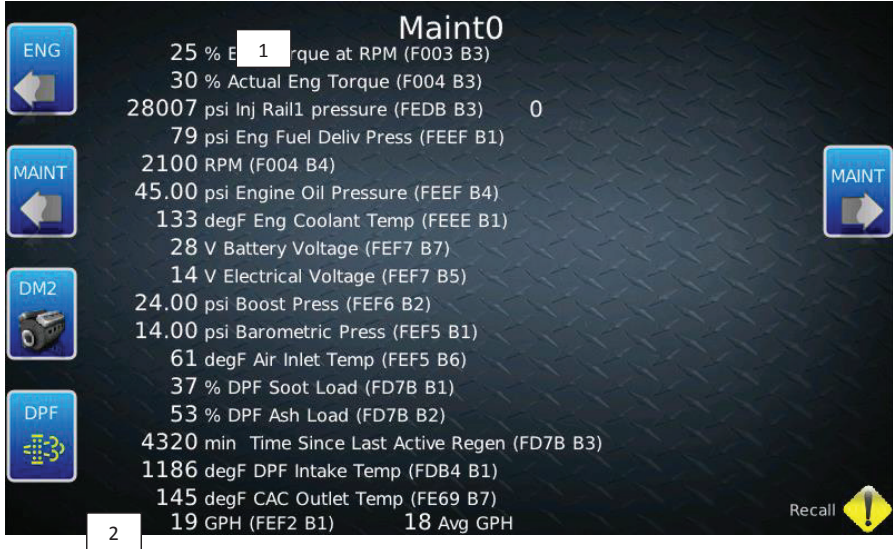 Maint0
ENG
25 % E 1 rque at RPM (F003 B3)
30 % Actual Eng Torque (F004 B3)
28007 psi Inj Rail1 pressure (FEDB B3) 0
79 psi Eng Fuel Deliv Press (FEEF B1)
MAINT
2100 RPM (F004 B4)
MAINT
45.00 psi Engine Oil Pressure (FEEF B4)
133 degF Eng Coolant Temp (FEEE B1)
28 V Battery Voltage (FEF7 B7)
14 V Electrical Voltage (FEF7 B5)
DM2
24.00 psi Boost Press (FEF6 B2)
14.00 psi Barometric Press (FEF5 B1)
61 degF Air Inlet Temp (FEF5 B6)
37 % DPF Soot Load (FD7B B1)
DPF
53 % DPF Ash Load (FD7B B2)
4320 min Time Since Last Active Regen (FD7B B3)
1186 degF DPF Intake Temp (FDB4 B1)
145 degF CAC Outlet Temp (FE69 B7)
Recall
19 GPH (FEF2 B1) 18 Avg GPH
2